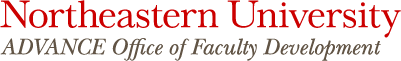 Northeastern University
ADVANCE Office of Faculty Development